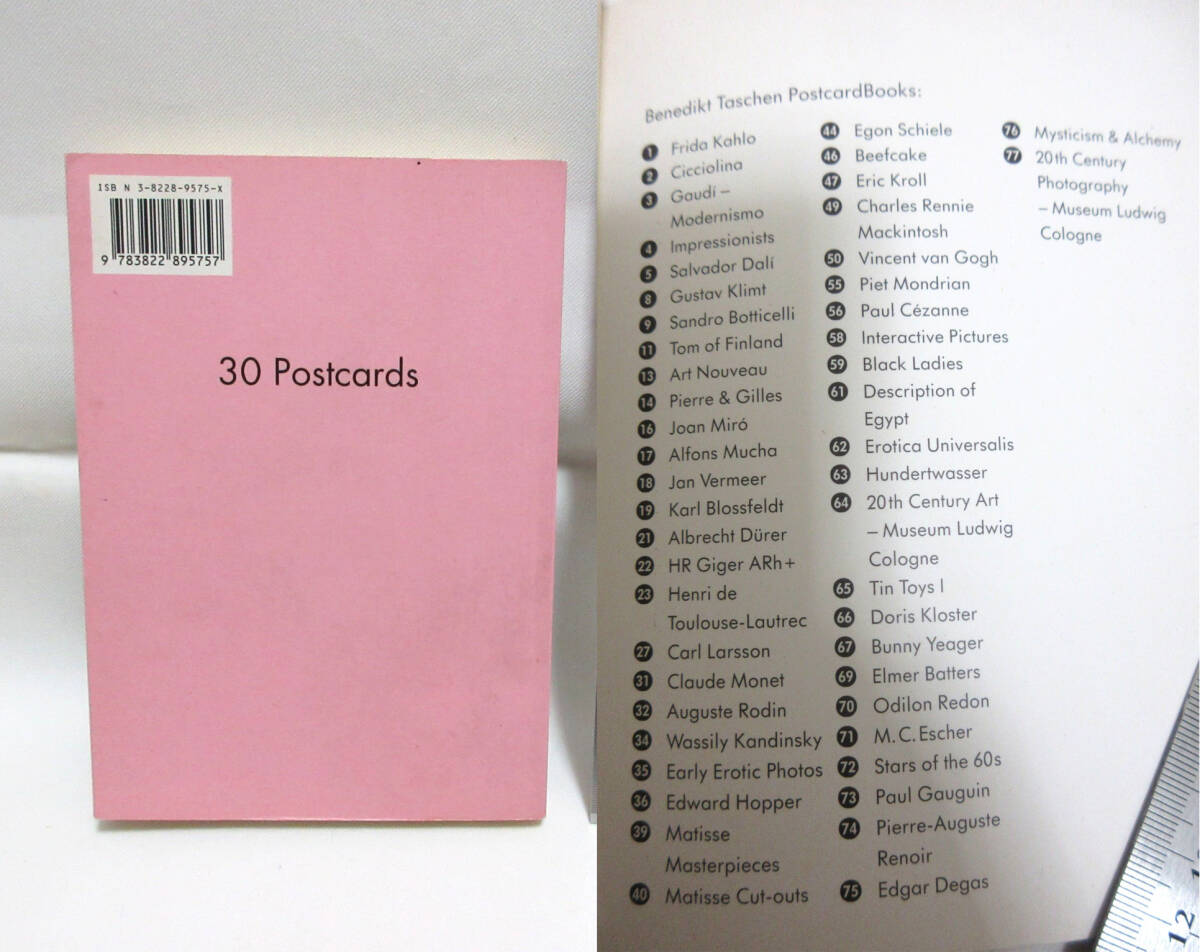 ISB N 3-8228-9575-X
9 783822 895757
30 Postcards
Benedikt Taschen PostcardBooks:
1 Frida Kahlo
2 Cicciolina
3 Gaudí –
Modernismo
4 Impressionists
5 Salvador Dalí
8 Gustav Klimt
9 Sandro Botticelli
11 Tom of Finland
13 Art Nouveau
14 Pierre & Gilles
16 Joan Miró
17 Alfons Mucha
18 Jan Vermeer
19 Karl Blossfeldt
21 Albrecht Dürer
22 HR Giger ARh+
23 Henri de
Toulouse-Lautrec
27 Carl Larsson
31 Claude Monet
32 Auguste Rodin
34 Wassily Kandinsky
35 Early Erotic Photos
36 Edward Hopper
39 Matisse
Masterpieces
40 Matisse Cut-outs
44 Egon Schiele
46 Beefcake
47 Eric Kroll
49 Charles Rennie
Mackintosh
50 Vincent van Gogh
55 Piet Mondrian
56 Paul Cézanne
58 Interactive Pictures
59 Black Ladies
61 Description of
Egypt
62 Erotica Universalis
63 Hundertwasser
64 20th Century Art
– Museum Ludwig
Cologne
65 Tin Toys I
66 Doris Kloster
67 Bunny Yeager
69 Elmer Batters
70 Odilon Redon
71 M.C. Escher
72 Stars of the 60s
73 Paul Gauguin
74 Pierre-Auguste
Renoir
75 Edgar Degas
76 Mysticism & Alchemy
77 20th Century
Photography
– Museum Ludwig
Cologne
12